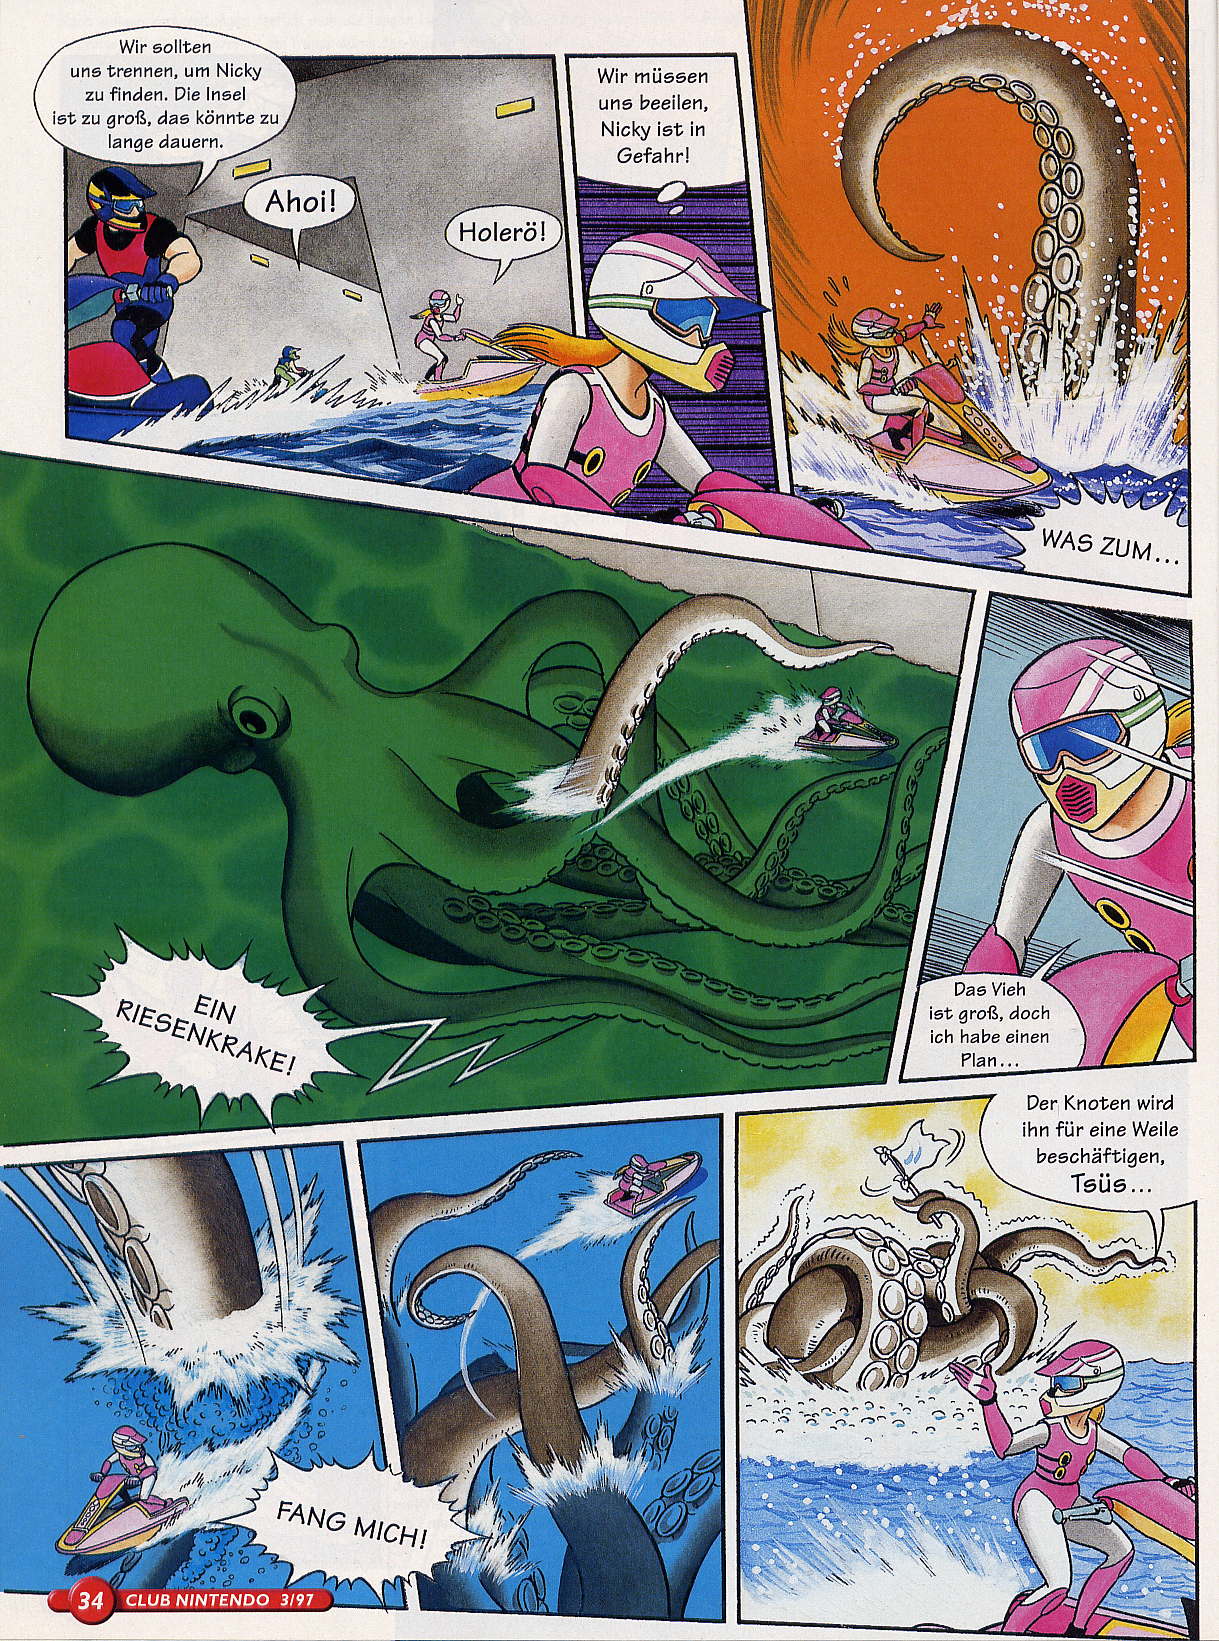 Wir sollten
uns trennen, um Nicky
zu finden. Die Insel
ist zu groß, das könnte zu
lange dauern.
Ahoi!
Holerö!
Wir müssen
uns beeilen,
Nicky ist in
Gefahr!
WAS ZUM...
EIN
RIESENKRAKE!
Das Vieh
ist groß, doch
ich habe einen
Plan...
FANG MICH!
Der Knoten wird
ihn für eine Weile
beschäftigen,
Tsüs...
34 CLUB NINTENDO 3/97